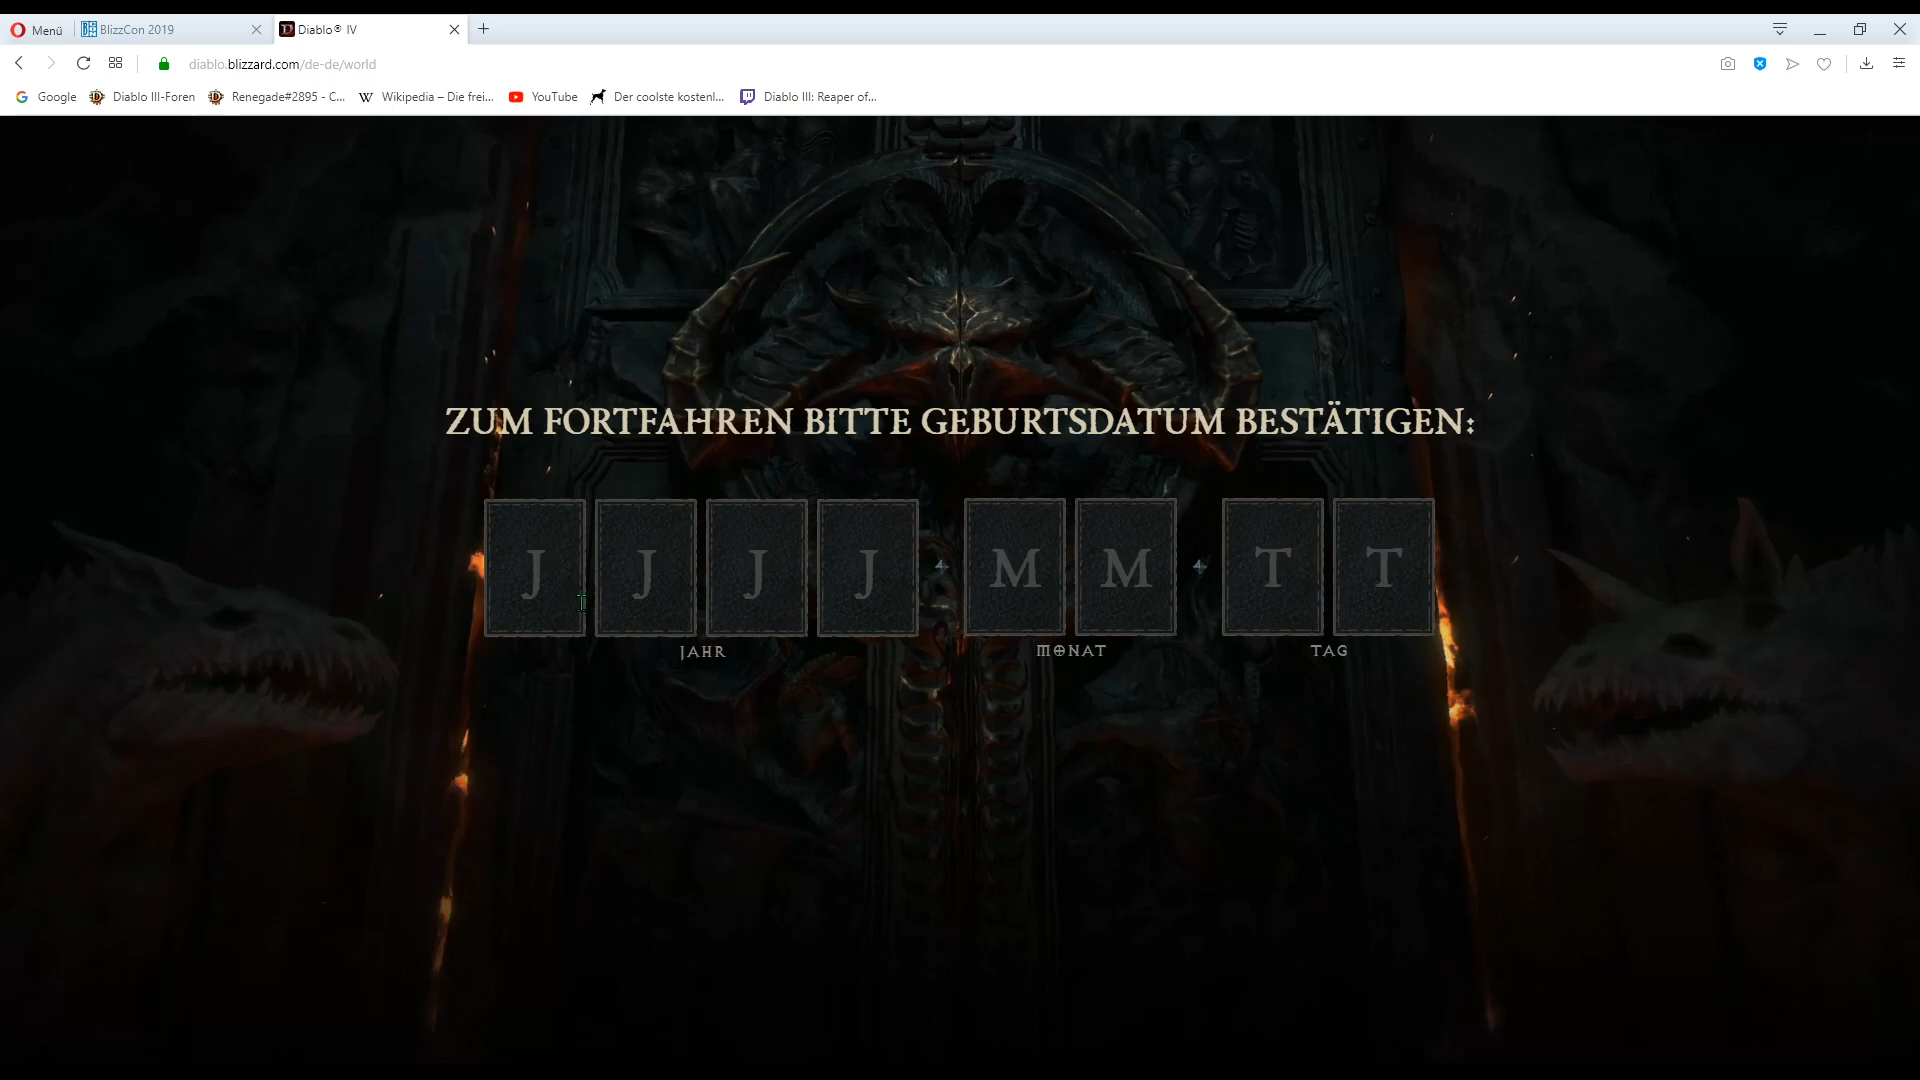 Menü
BlizzCon 2019
Diablo® IV
diablo.blizzard.com/de-de/world
Google
Diablo III-Foren
Renegade#2895 - C...
Wikipedia – Die frei...
YouTube
Der coolste kostenl...
Diablo III: Reaper of...
ZUM FORTFAHREN BITTE GEBURTSDATUM BESTÄTIGEN:
J J J J M M T T
JAHR MONAT TAG